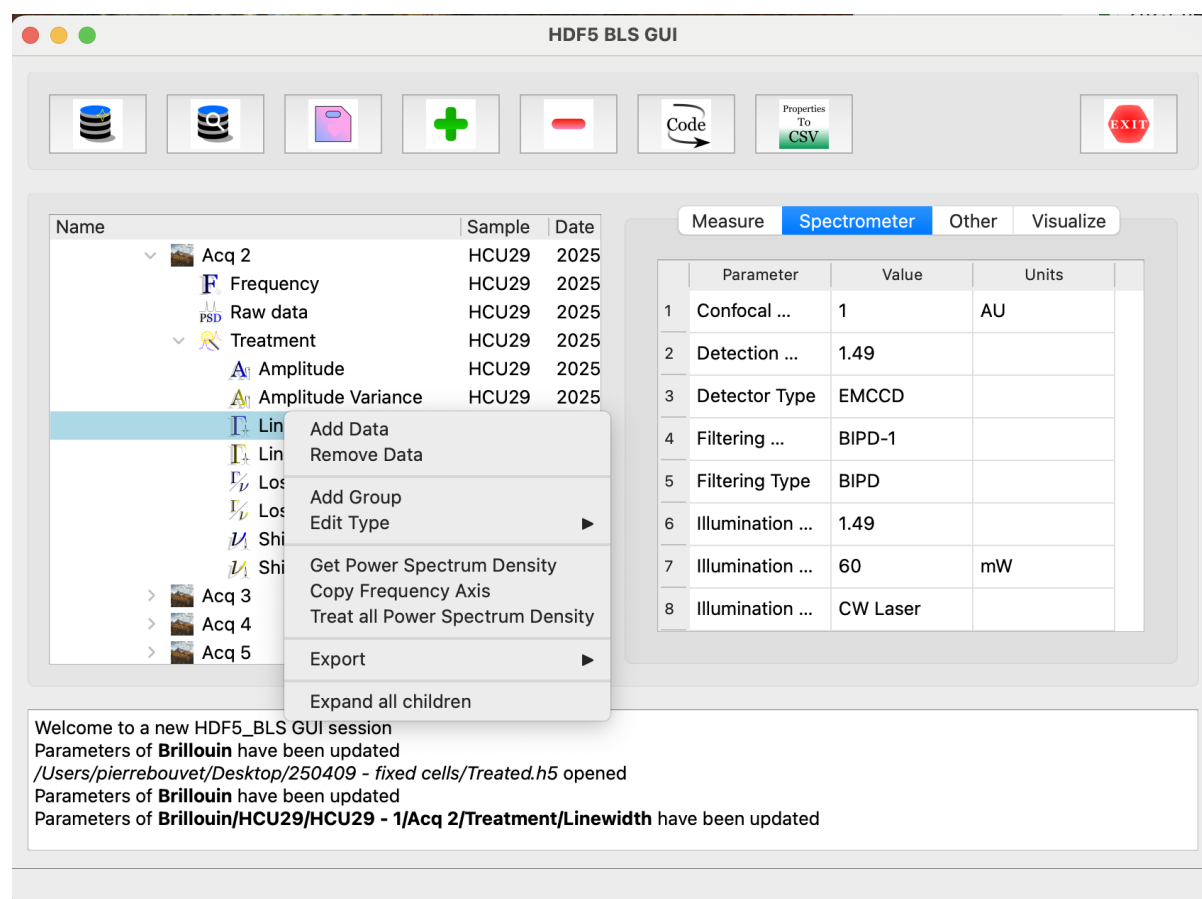 HDF5 BLS GUI
Code
Properties
To
CSV
EXIT
Name Sample Date
Acq 2 HCU29 2025
F Frequency HCU29 2025
PSD Raw data HCU29 2025
Treatment HCU29 2025
A Amplitude HCU29 2025
A Amplitude Variance HCU29 2025
Γ Lin
Γ Lin
Γ/ν Los
Γ/ν Los
ν Shi
ν Shi
Acq 3
Acq 4
Acq 5
Add Data
Remove Data
Add Group
Edit Type
Get Power Spectrum Density
Copy Frequency Axis
Treat all Power Spectrum Density
Export
Expand all children
Measure Spectrometer Other Visualize
Parameter Value Units
1 Confocal ... 1 AU
2 Detection ... 1.49
3 Detector Type EMCCD
4 Filtering ... BIPD-1
5 Filtering Type BIPD
6 Illumination ... 1.49
7 Illumination ... 60 mW
8 Illumination ... CW Laser
Welcome to a new HDF5_BLS GUI session
Parameters of Brillouin have been updated
/Users/pierrebouvet/Desktop/250409 - fixed cells/Treated.h5 opened
Parameters of Brillouin have been updated
Parameters of Brillouin/HCU29/HCU29 - 1/Acq 2/Treatment/Linewidth have been updated